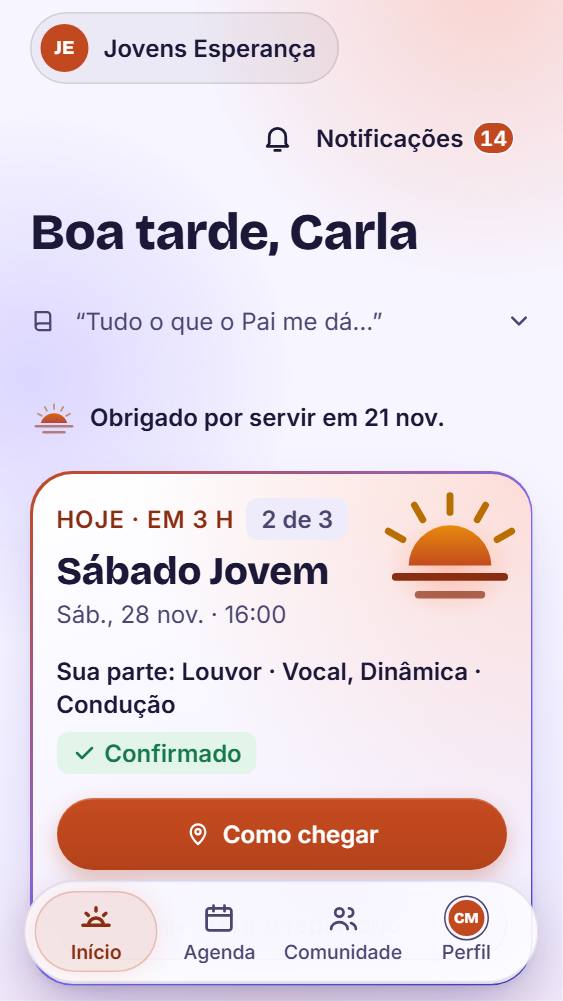 JE Jovens Esperança
Notificações 14
Boa tarde, Carla
“Tudo o que o Pai me dá...”
Obrigado por servir em 21 nov.
HOJE · EM 3 H 2 de 3
Sábado Jovem
Sáb., 28 nov. · 16:00
Sua parte: Louvor · Vocal, Dinâmica ·
Condução
Confirmado
Como chegar
CM
Início Agenda Comunidade Perfil